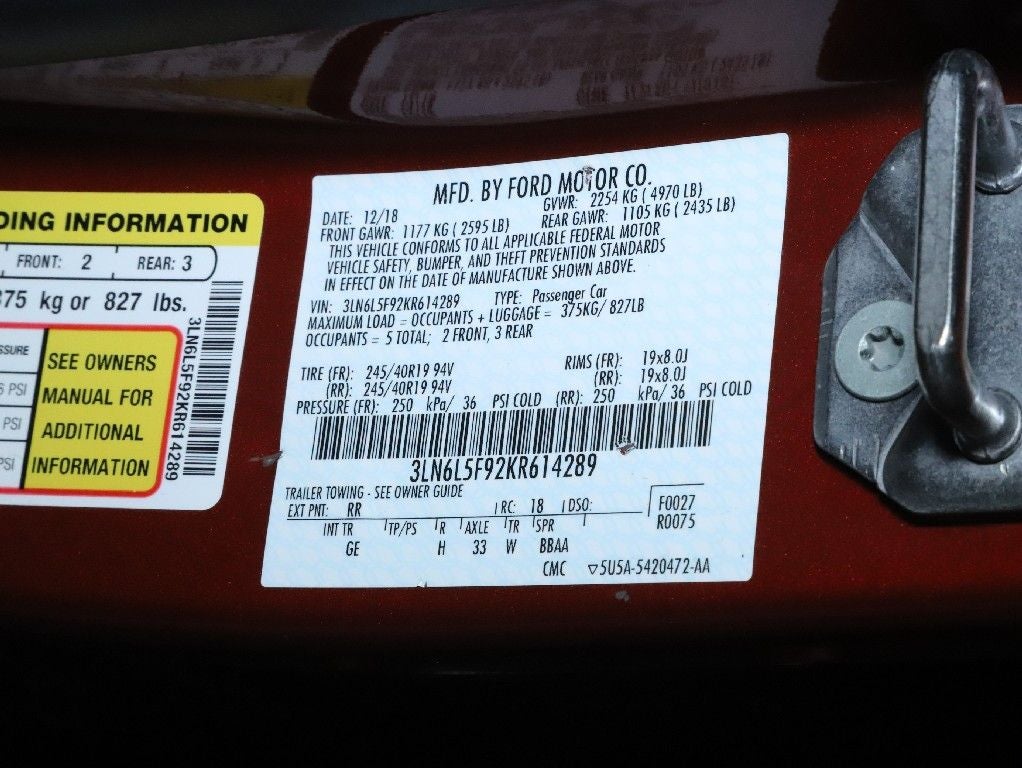 DING INFORMATION
FRONT: 2 REAR: 3
375 kg or 827 lbs.
SSURE
PSI
PSI
PSI
SEE OWNERS
MANUAL FOR
ADDITIONAL
INFORMATION
3LN6L5F92KR614289
MFD. BY FORD MOTOR CO.
DATE: 12/18 GVWR: 2254 KG ( 4970 LB)
FRONT GAWR: 1177 KG ( 2595 LB) REAR GAWR: 1105 KG ( 2435 LB)
THIS VEHICLE CONFORMS TO ALL APPLICABLE FEDERAL MOTOR
VEHICLE SAFETY, BUMPER, AND THEFT PREVENTION STANDARDS
IN EFFECT ON THE DATE OF MANUFACTURE SHOWN ABOVE.
VIN: 3LN6L5F92KR614289 TYPE: Passenger Car
MAXIMUM LOAD = OCCUPANTS + LUGGAGE = 375KG/ 827LB
OCCUPANTS = 5 TOTAL; 2 FRONT, 3 REAR
TIRE (FR): 245/40R19 94V RIMS (FR): 19x8.0J
(RR): 245/40R19 94V (RR): 19x8.0J
PRESSURE (FR): 250 kPa/ 36 PSI COLD (RR): 250 kPa/ 36 PSI COLD
3LN6L5F92KR614289
TRAILER TOWING - SEE OWNER GUIDE
EXT PNT: RR RC: 18 DSO: F0027
INT TR TP/PS R AXLE TR SPR R0075
GE H 33 W BBAA
CMC ▽5U5A-5420472-AA